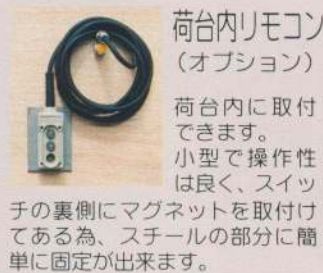 荷台内リモコン
（オプション）
荷台内に取付
できます。
小型で操作性
は良く、スイッ
チの裏側にマグネットを取付け
てある為、スチールの部分に簡
単に固定が出来ます。